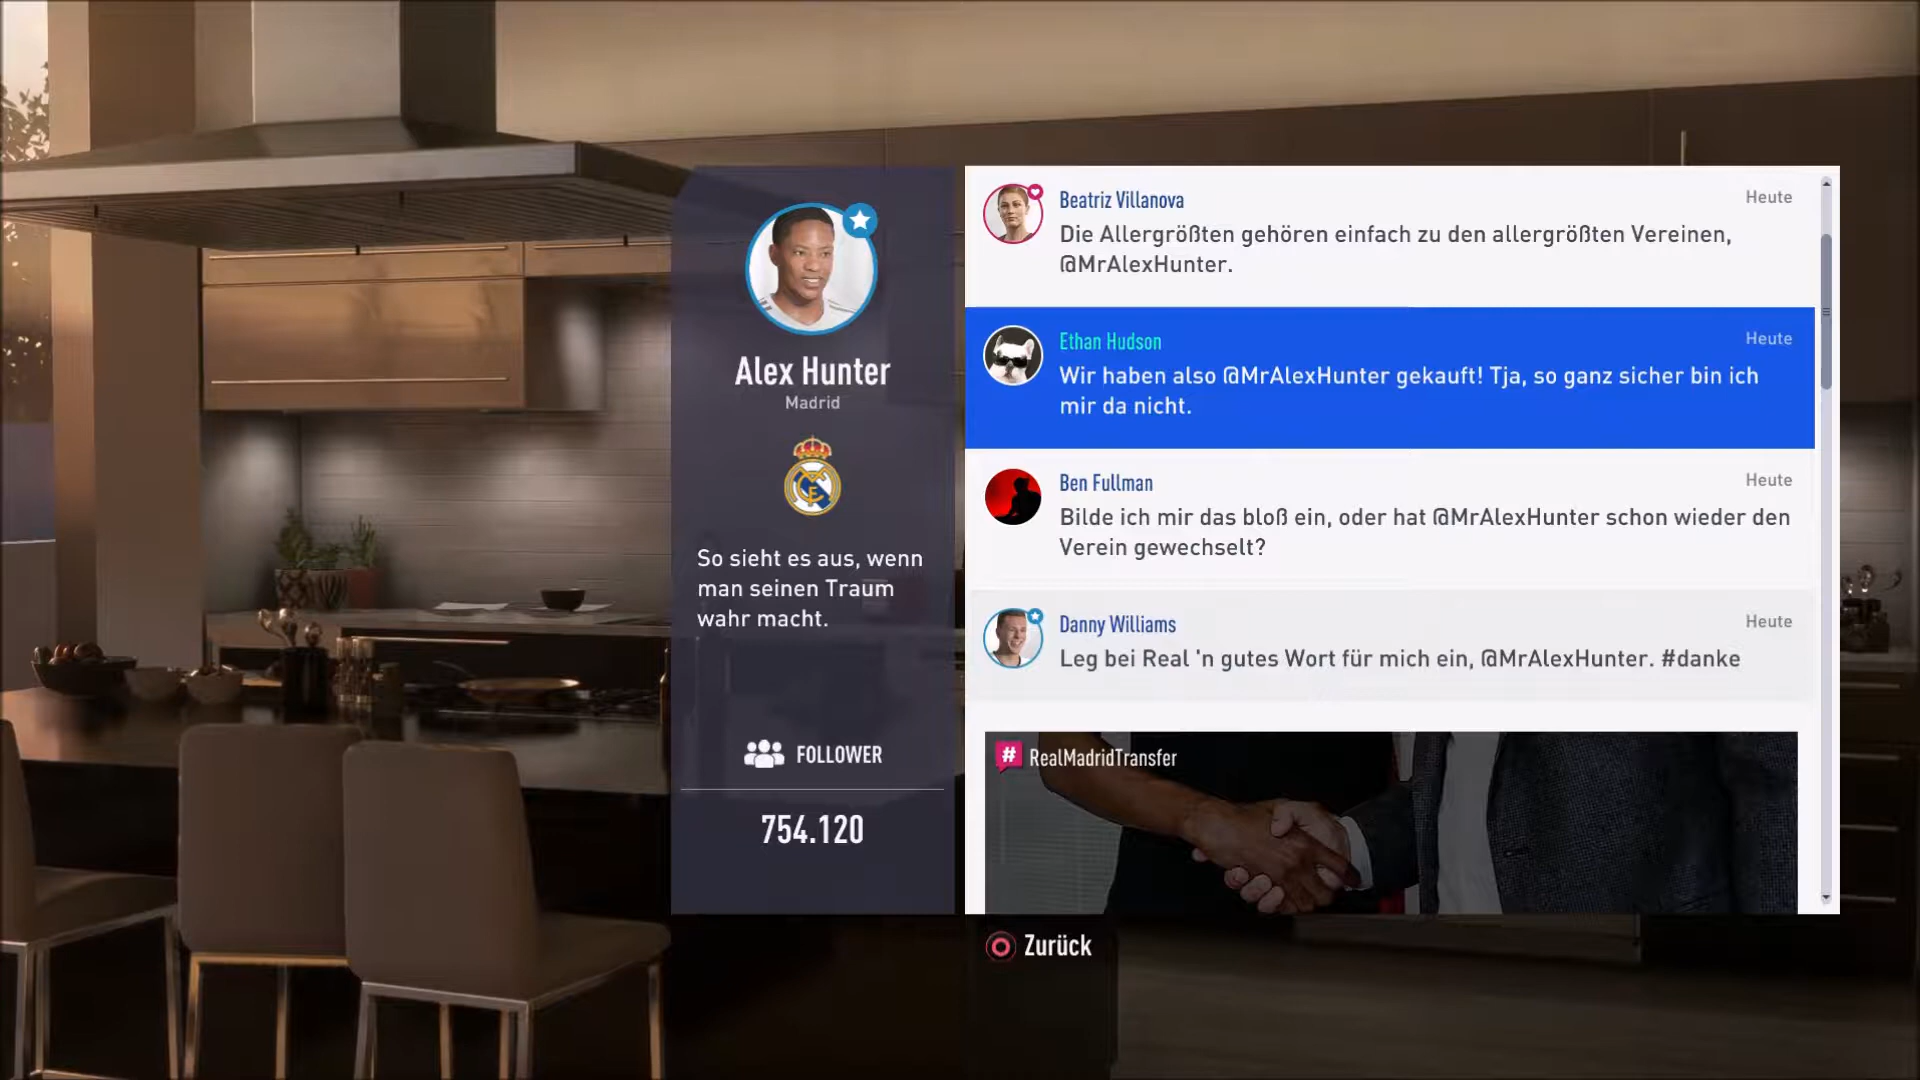 Alex Hunter
Madrid
So sieht es aus, wenn
man seinen Traum
wahr macht.
FOLLOWER
754.120
Beatriz Villanova
Heute
Die Allergrößten gehören einfach zu den allergrößten Vereinen,
@MrAlexHunter.
Ethan Hudson
Heute
Wir haben also @MrAlexHunter gekauft! Tja, so ganz sicher bin ich
mir da nicht.
Ben Fullman
Heute
Bilde ich mir das bloß ein, oder hat @MrAlexHunter schon wieder den
Verein gewechselt?
Danny Williams
Heute
Leg bei Real 'n gutes Wort für mich ein, @MrAlexHunter. #danke
# RealMadridTransfer
Zurück